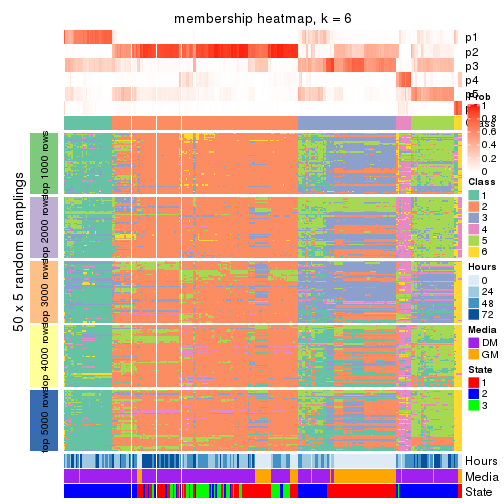 membership heatmap, k = 6
p1
p2
p3
p4
p5
Prob
1
0.8
0.6
0.4
0.2
0
Class
1
2
3
4
5
6
Hours
0
24
48
72
Media
DM
GM
State
1
2
3
50 x 5 random samplings
top 1000 rows
top 2000 rows
top 3000 rows
top 4000 rows
top 5000 rows
Hours
Media
State